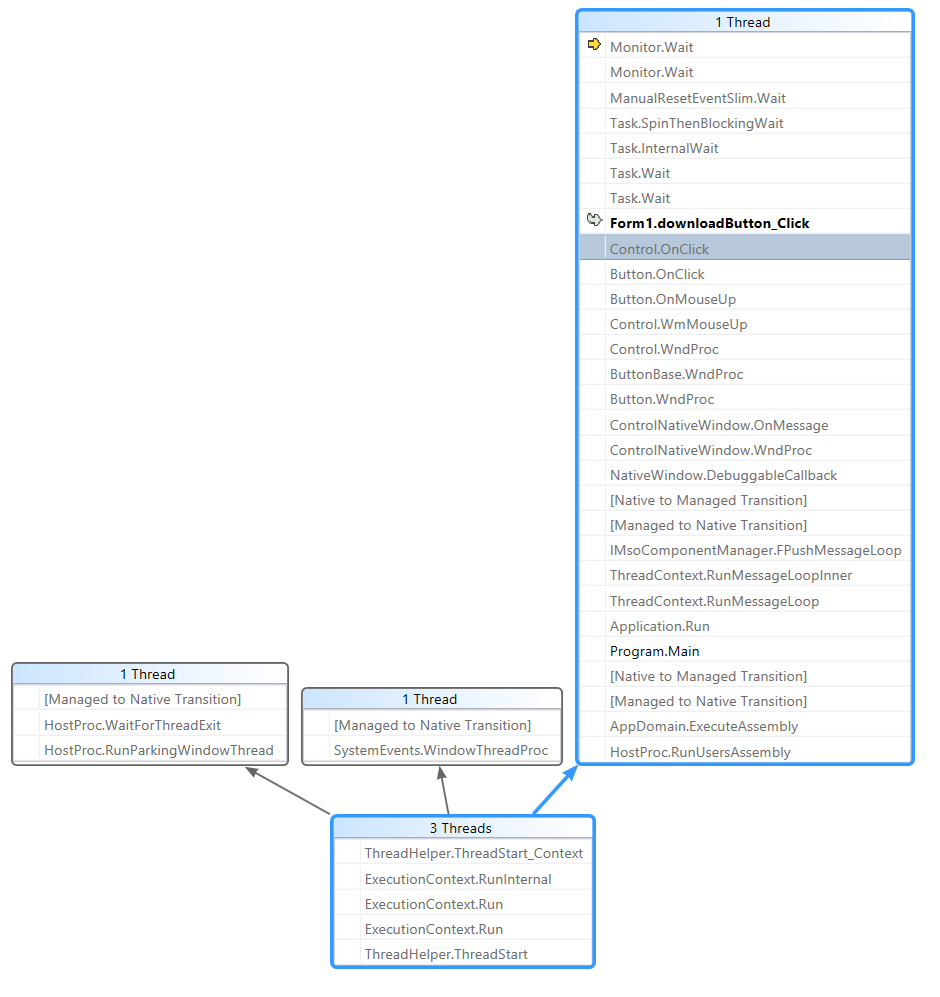 1 Thread
Monitor.Wait
Monitor.Wait
ManualResetEventSlim.Wait
Task.SpinThenBlockingWait
Task.InternalWait
Task.Wait
Task.Wait
Form1.downloadButton_Click
Control.OnClick
Button.OnClick
Button.OnMouseUp
Control.WmMouseUp
Control.WndProc
ButtonBase.WndProc
Button.WndProc
ControlNativeWindow.OnMessage
ControlNativeWindow.WndProc
NativeWindow.DebuggableCallback
[Native to Managed Transition]
[Managed to Native Transition]
IMsoComponentManager.FPushMessageLoop
ThreadContext.RunMessageLoopInner
ThreadContext.RunMessageLoop
Application.Run
Program.Main
[Native to Managed Transition]
[Managed to Native Transition]
AppDomain.ExecuteAssembly
HostProc.RunUsersAssembly
1 Thread
[Managed to Native Transition]
HostProc.WaitForThreadExit
HostProc.RunParkingWindowThread
1 Thread
[Managed to Native Transition]
SystemEvents.WindowThreadProc
3 Threads
ThreadHelper.ThreadStart_Context
ExecutionContext.RunInternal
ExecutionContext.Run
ExecutionContext.Run
ThreadHelper.ThreadStart